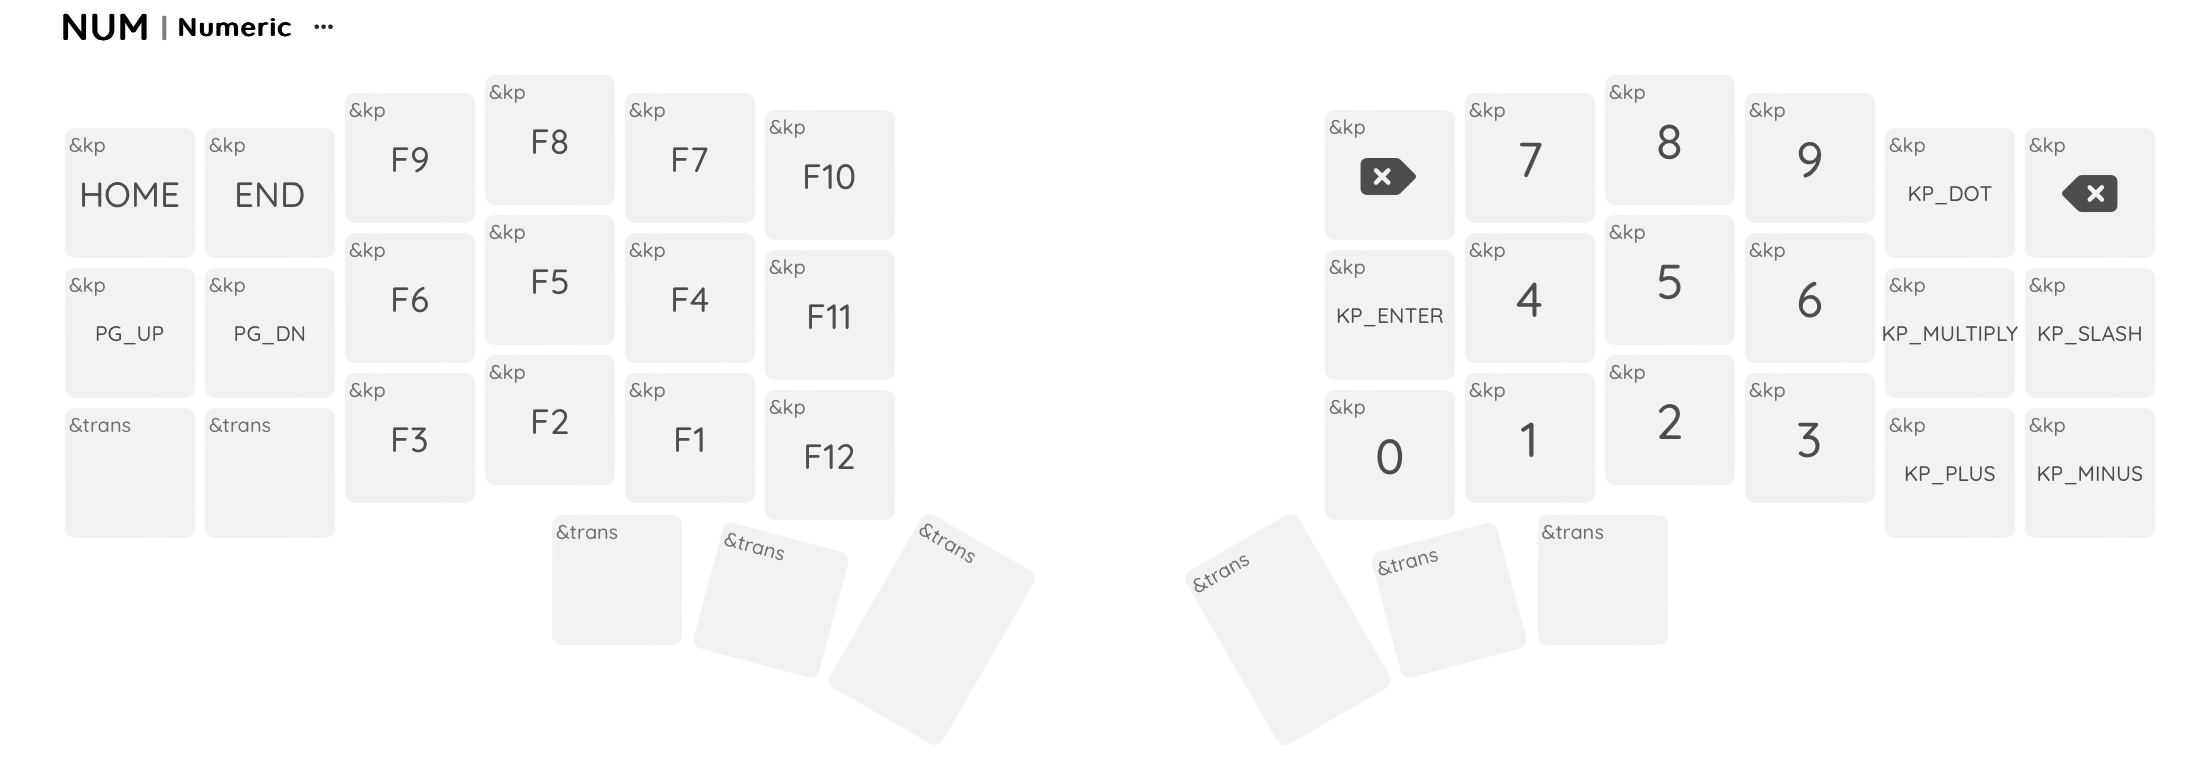 NUM | Numeric ···
&kp HOME
&kp END
&kp F9
&kp F8
&kp F7
&kp F10
&kp
&kp 7
&kp 8
&kp 9
&kp KP_DOT
&kp
&kp PG_UP
&kp PG_DN
&kp F6
&kp F5
&kp F4
&kp F11
&kp KP_ENTER
&kp 4
&kp 5
&kp 6
&kp KP_MULTIPLY
&kp KP_SLASH
&trans
&trans
&kp F3
&kp F2
&kp F1
&kp F12
&kp 0
&kp 1
&kp 2
&kp 3
&kp KP_PLUS
&kp KP_MINUS
&trans
&trans
&trans
&trans
&trans
&trans